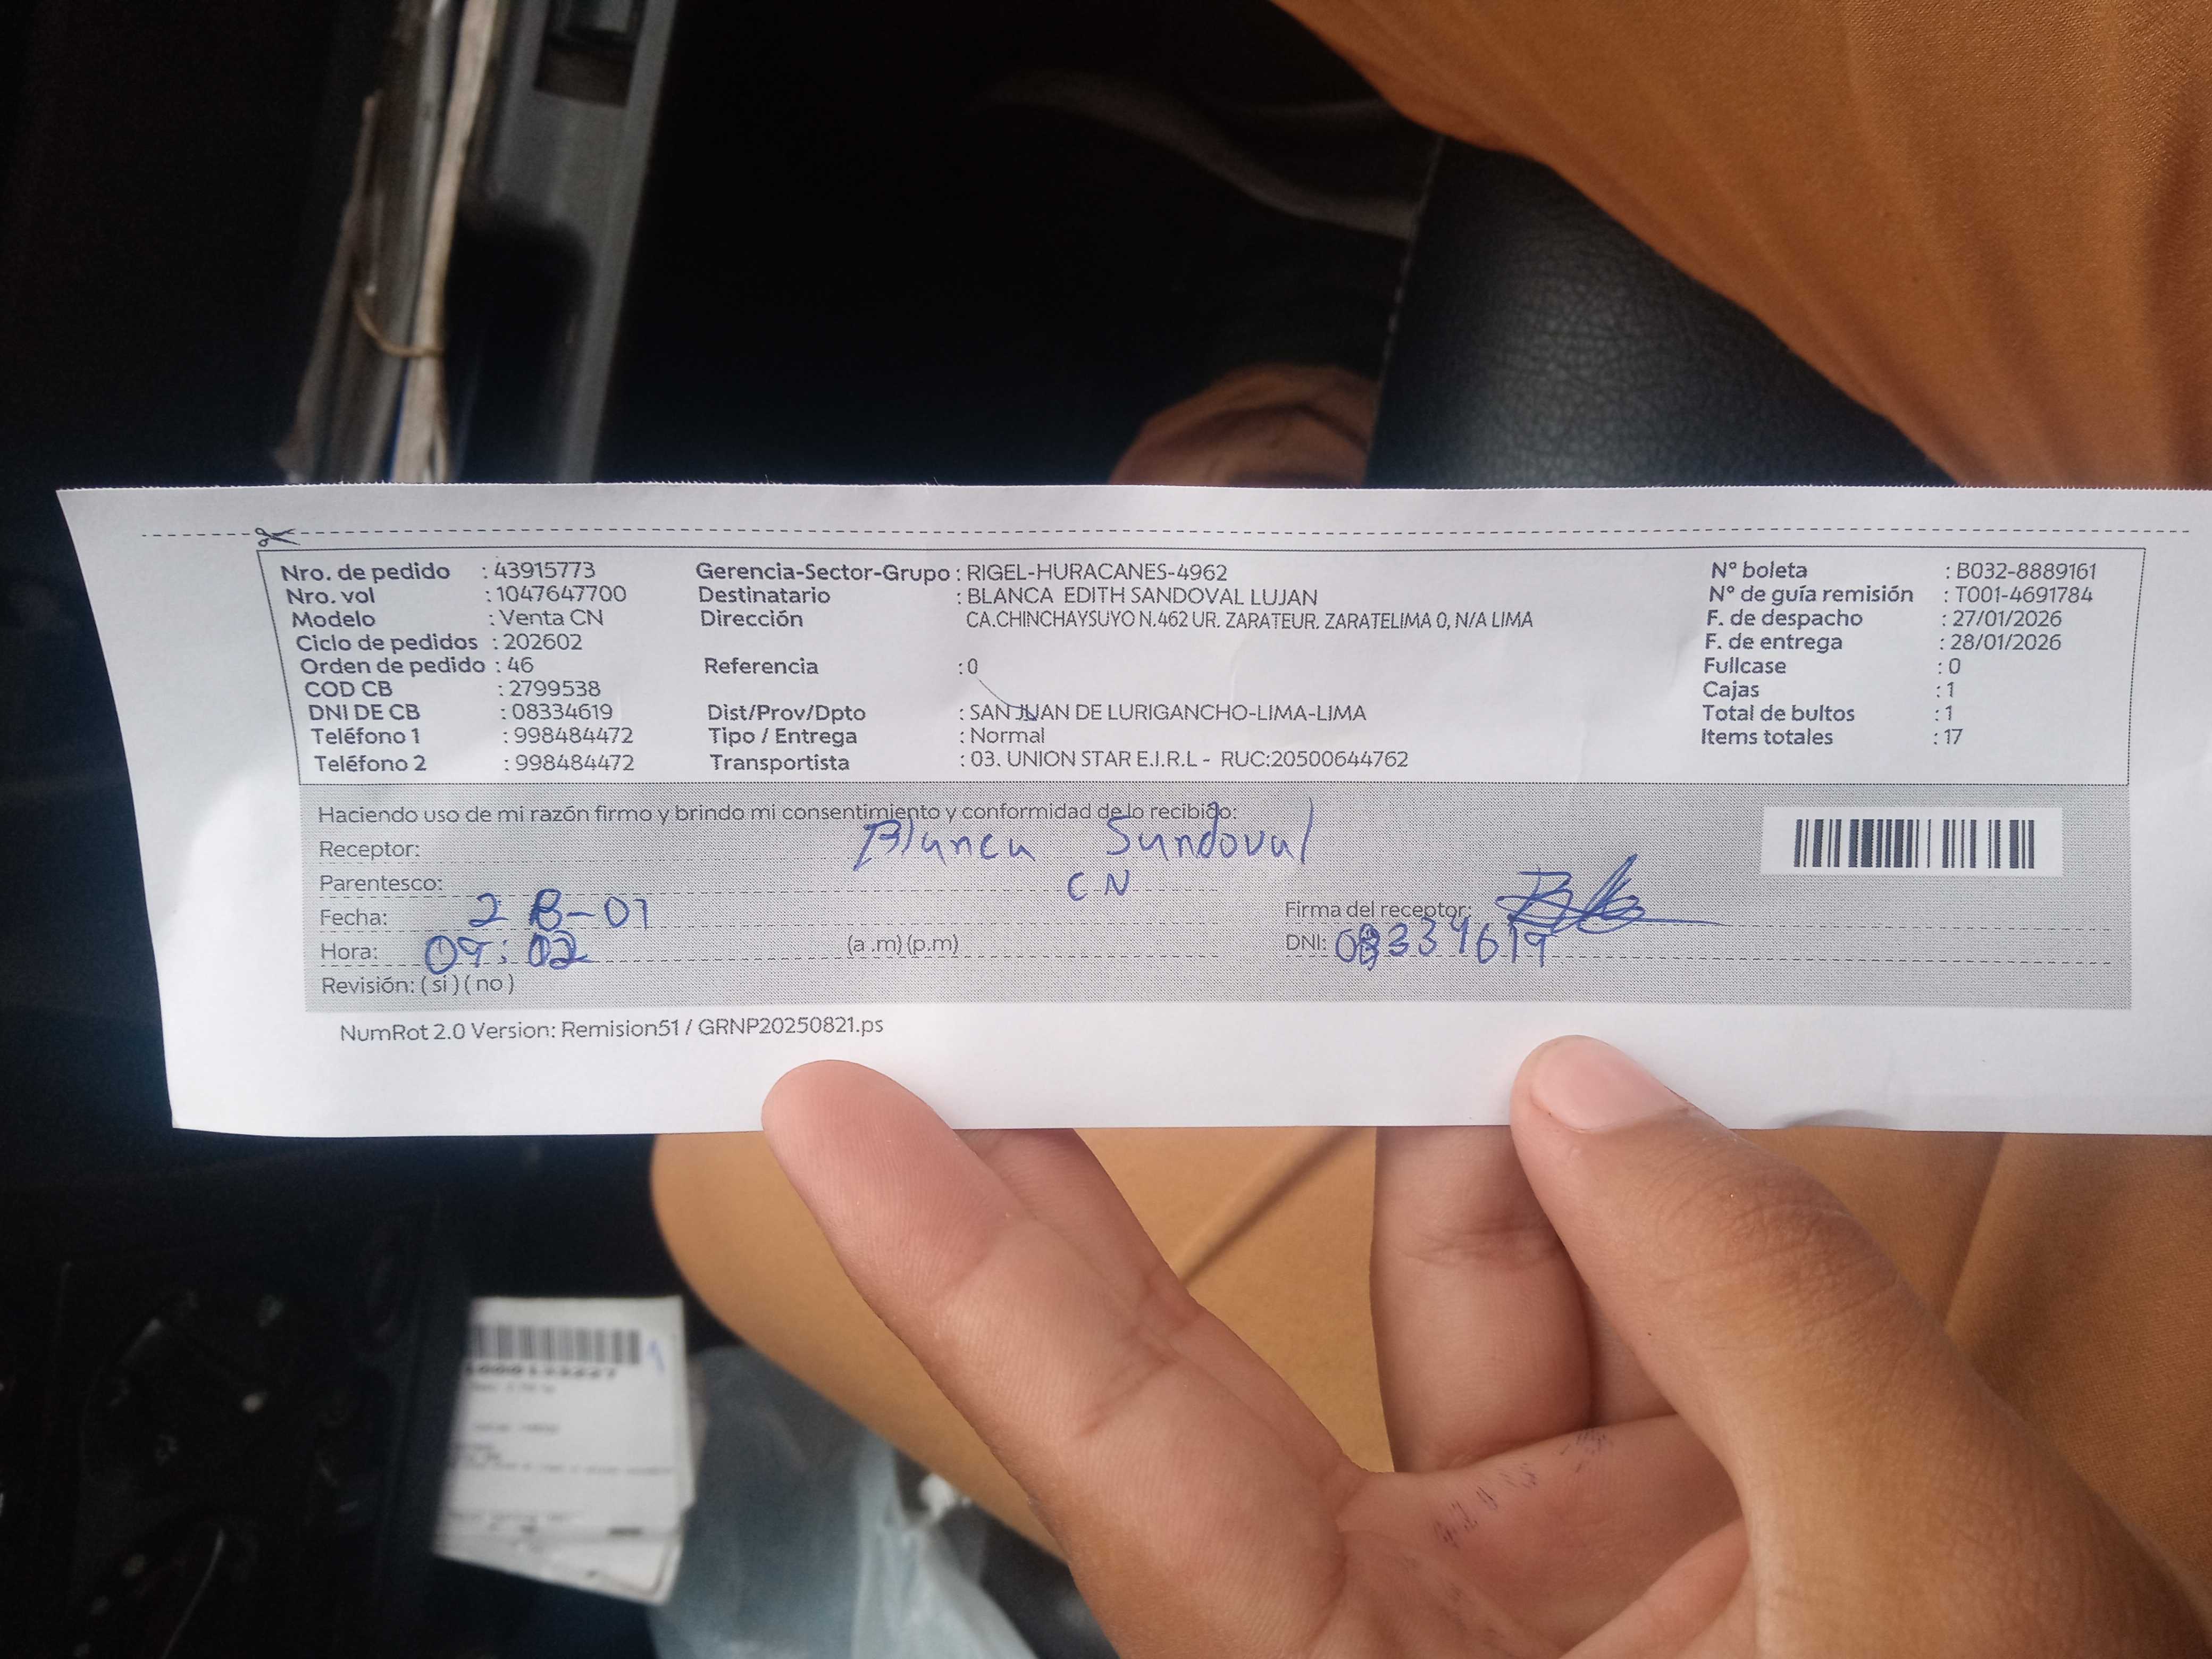 Nro. de pedido : 43915773
Nro. vol : 1047647700
Modelo : Venta CN
Ciclo de pedidos : 202602
Orden de pedido : 46
COD CB : 2799538
DNI DE CB : 08334619
Teléfono 1 : 998484472
Teléfono 2 : 998484472
Gerencia-Sector-Grupo : RIGEL-HURACANES-4962
Destinatario : BLANCA EDITH SANDOVAL LUJAN
Dirección CA.CHINCHAYSUYO N.462 UR. ZARATEUR. ZARATELIMA 0, N/A LIMA
Referencia : 0
Dist/Prov/Dpto : SAN JUAN DE LURIGANCHO-LIMA-LIMA
Tipo / Entrega : Normal
Transportista : 03. UNION STAR E.I.R.L - RUC:20500644762
N° boleta : B032-8889161
N° de guía remisión : T001-4691784
F. de despacho : 27/01/2026
F. de entrega : 28/01/2026
Fullcase : 0
Cajas : 1
Total de bultos : 1
Items totales : 17
Haciendo uso de mi razón firmo y brindo mi consentimiento y conformidad de lo recibido:
Receptor: Blanca Sandoval
Parentesco: CN
Fecha: 28-01
Firma del receptor:
Hora: 09:02 (a .m) (p.m)
DNI: 08334619
Revisión: ( si ) ( no )
NumRot 2.0 Version: Remision51 / GRNP20250821.ps